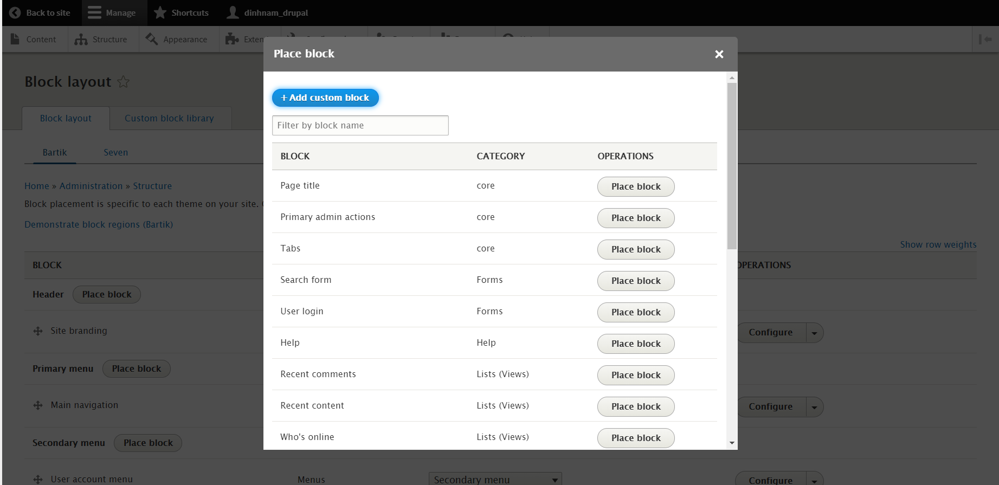 Back to site Manage Shortcuts dinhnam_drupal
Content Structure Appearance Exten
Place block
Block layout
+ Add custom block
Block layout Custom block library
Filter by block name
Bartik Seven
BLOCK CATEGORY OPERATIONS
Home » Administration » Structure
Page title core Place block
Block placement is specific to each theme on your site.
Primary admin actions core Place block
Demonstrate block regions (Bartik)
Show row weights
Tabs core Place block
BLOCK OPERATIONS
Search form Forms Place block
Header Place block
User login Forms Place block
Site branding Configure
Help Help Place block
Primary menu Place block
Recent comments Lists (Views) Place block
Main navigation Configure
Recent content Lists (Views) Place block
Who's online Lists (Views) Place block
Secondary menu Place block
User account menu Menus Secondary menu Configure